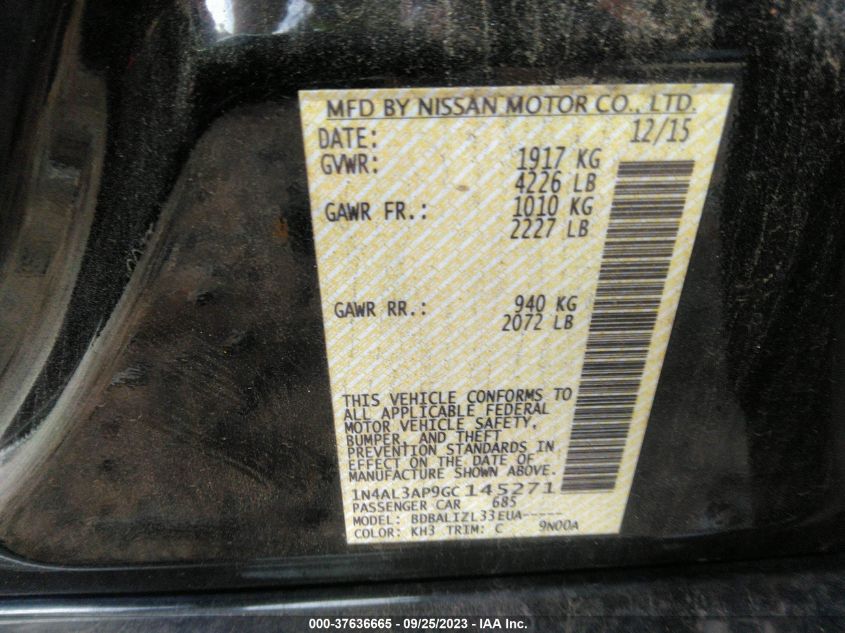 MFD BY NISSAN MOTOR CO., LTD.
DATE: 12/15
GVWR: 1917 KG
4226 LB
GAWR FR.: 1010 KG
2227 LB
GAWR RR.: 940 KG
2072 LB
THIS VEHICLE CONFORMS TO
ALL APPLICABLE FEDERAL
MOTOR VEHICLE SAFETY,
BUMPER, AND THEFT
PREVENTION STANDARDS IN
EFFECT ON THE DATE OF
MANUFACTURE SHOWN ABOVE.
1N4AL3AP9GC145271
PASSENGER CAR 685
MODEL: BDBALIZL33EUA-----
COLOR: KH3 TRIM: C 9N00A
000-37636665 - 09/25/2023 - IAA Inc.